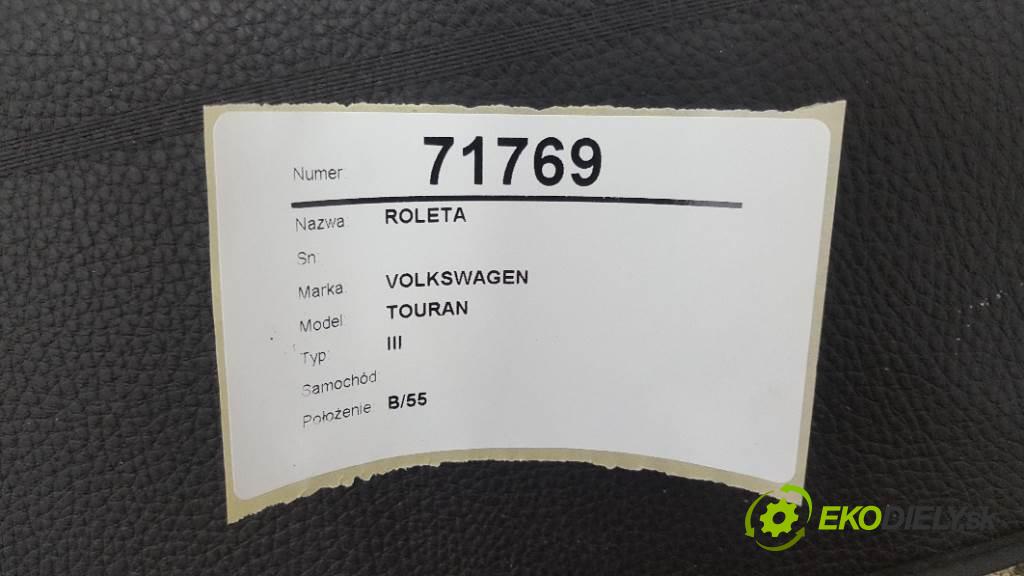 Numer: 71769
Nazwa: ROLETA
Sn:
Marka: VOLKSWAGEN
Model: TOURAN
Typ: III
Samochód:
Położenie: B/55
EKODIELY.sk